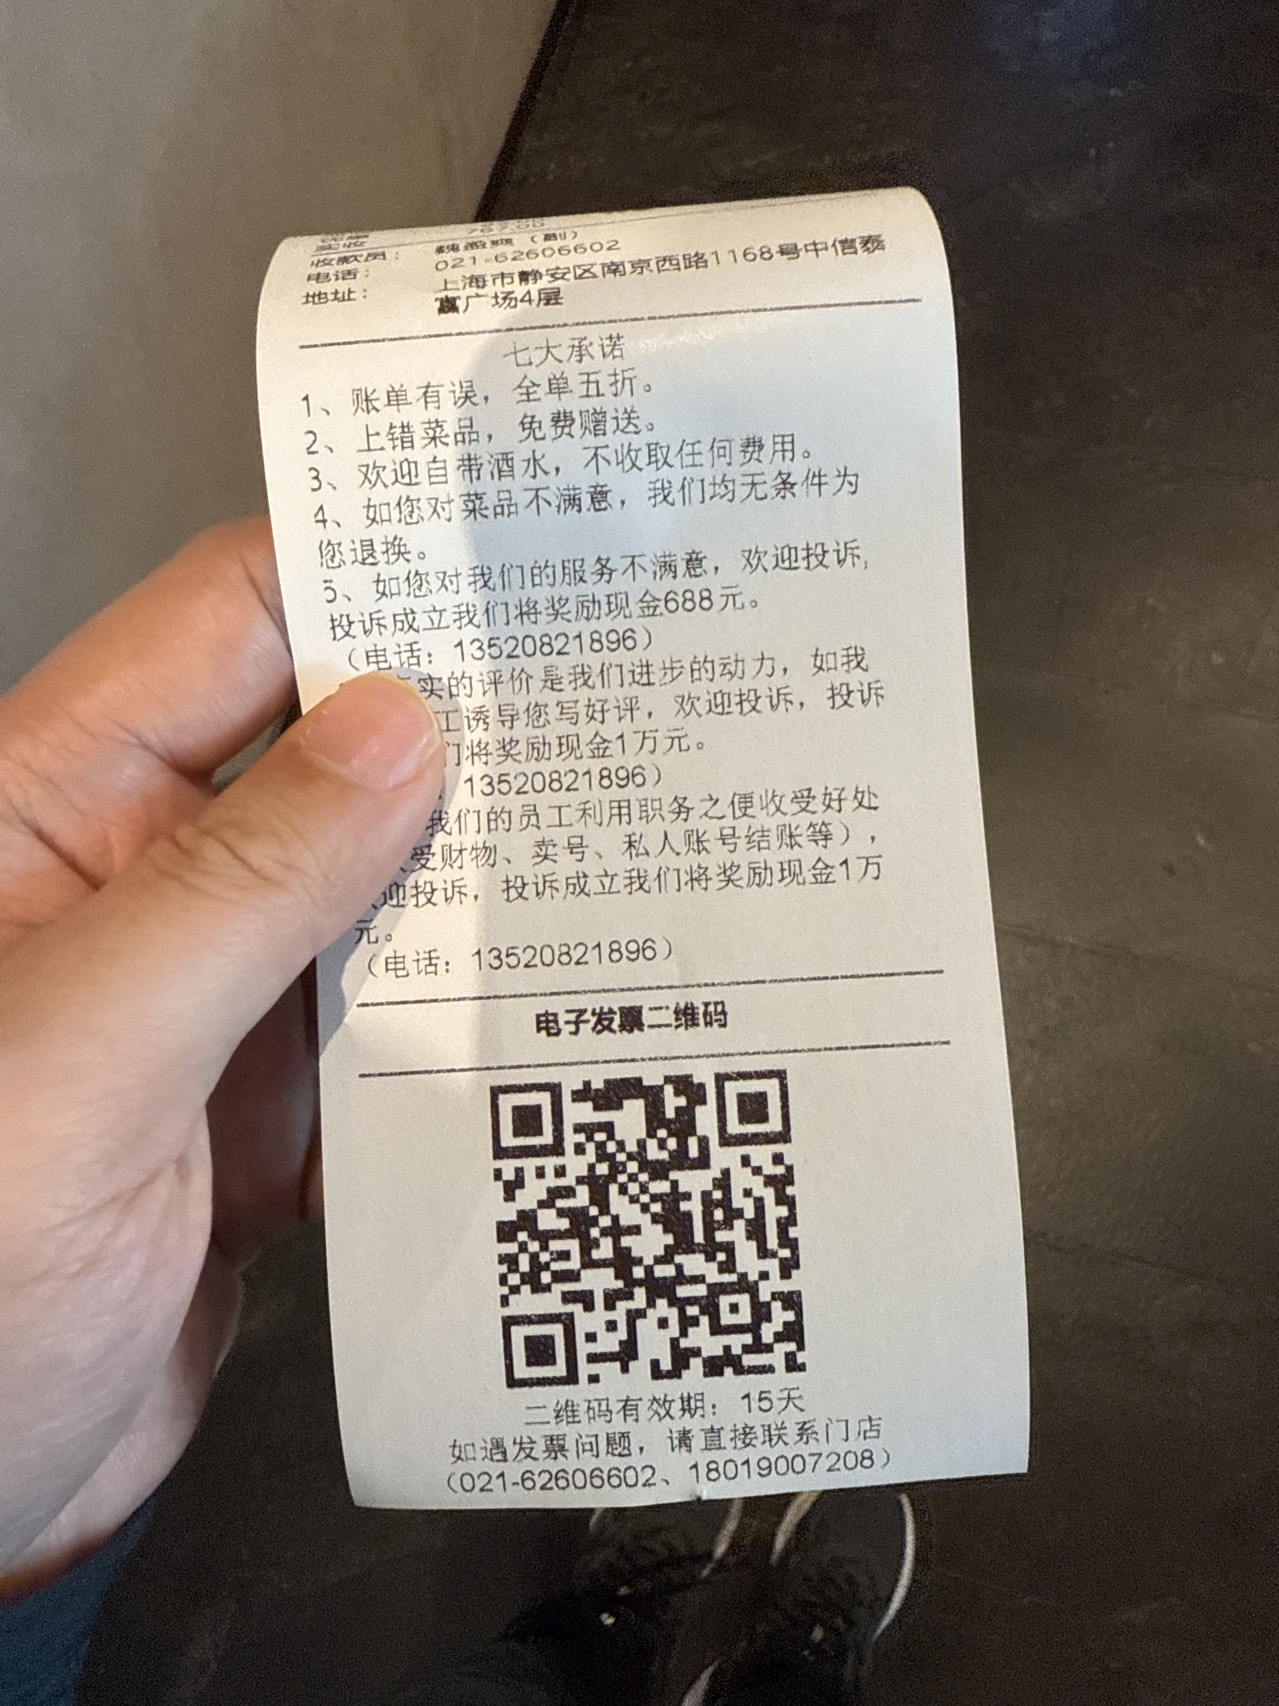 实收 767.00
收款员： （副）
电话： 021-62606602
地址： 上海市静安区南京西路1168号中信泰
富广场4层
七大承诺
1、账单有误，全单五折。
2、上错菜品，免费赠送。
3、欢迎自带酒水，不收取任何费用。
4、如您对菜品不满意，我们均无条件为
您退换。
5、如您对我们的服务不满意，欢迎投诉，
投诉成立我们将奖励现金688元。
（电话：13520821896）
实的评价是我们进步的动力，如我
工诱导您写好评，欢迎投诉，投诉
们将奖励现金1万元。
13520821896）
我们的员工利用职务之便收受好处
受财物、卖号、私人账号结账等），
迎投诉，投诉成立我们将奖励现金1万
元。
（电话：13520821896）
电子发票二维码
二维码有效期：15天
如遇发票问题，请直接联系门店
（021-62606602、18019007208）